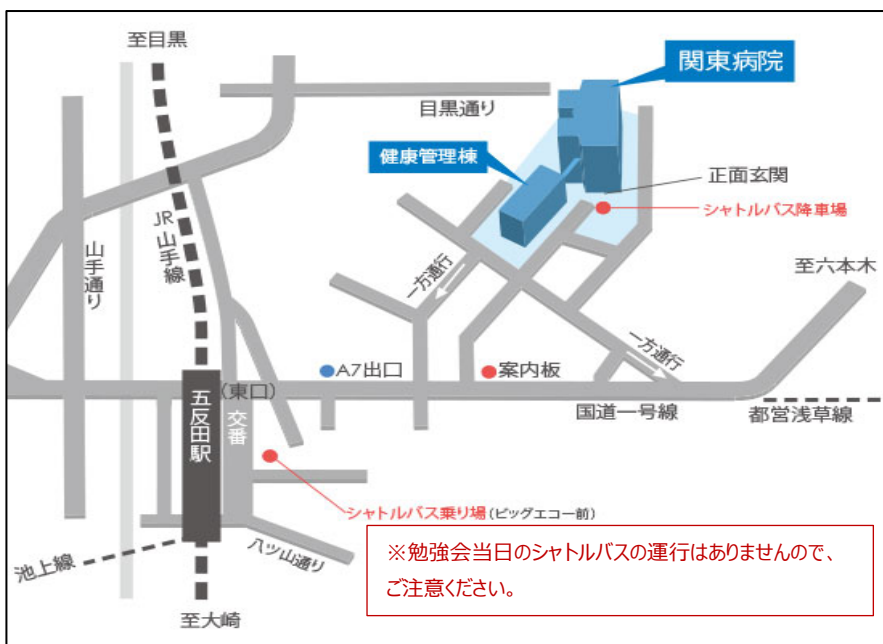 至目黒
関東病院
目黒通り
健康管理棟
正面玄関
シャトルバス降車場
JR山手線
山手通り
一方通行
至六本木
一方通行
A7出口
案内板
(東口)
五反田駅
交番
国道一号線
都営浅草線
シャトルバス乗り場(ビッグエコー前)
八ツ山通り
池上線
至大崎
※勉強会当日のシャトルバスの運行はありませんので、
ご注意ください。